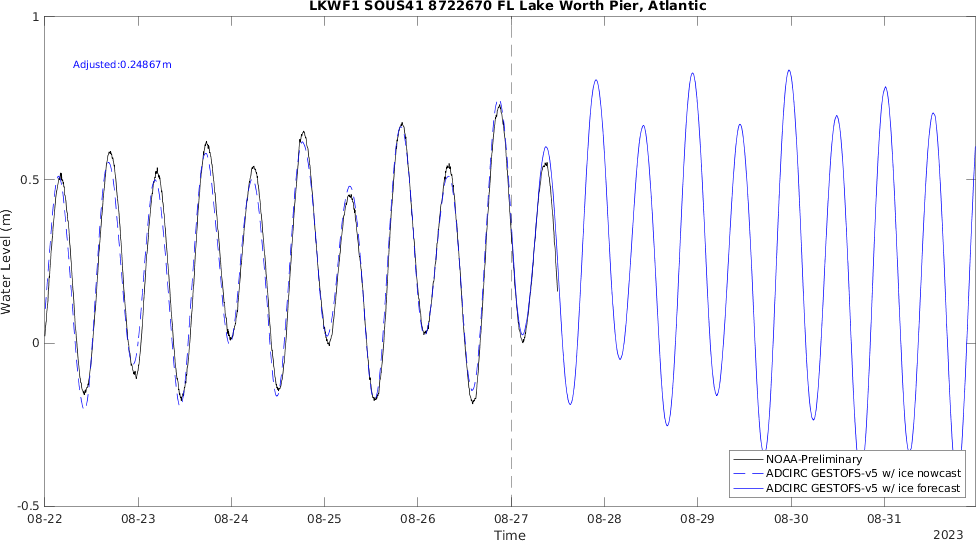 LKWF1 SOUS41 8722670 FL Lake Worth Pier, Atlantic
1
Adjusted:0.24867m
0.5
Water Level (m)
0
NOAA-Preliminary
ADCIRC GESTOFS-v5 w/ ice nowcast
ADCIRC GESTOFS-v5 w/ ice forecast
-0.5
08-22 08-23 08-24 08-25 08-26 08-27 08-28 08-29 08-30 08-31
Time
2023